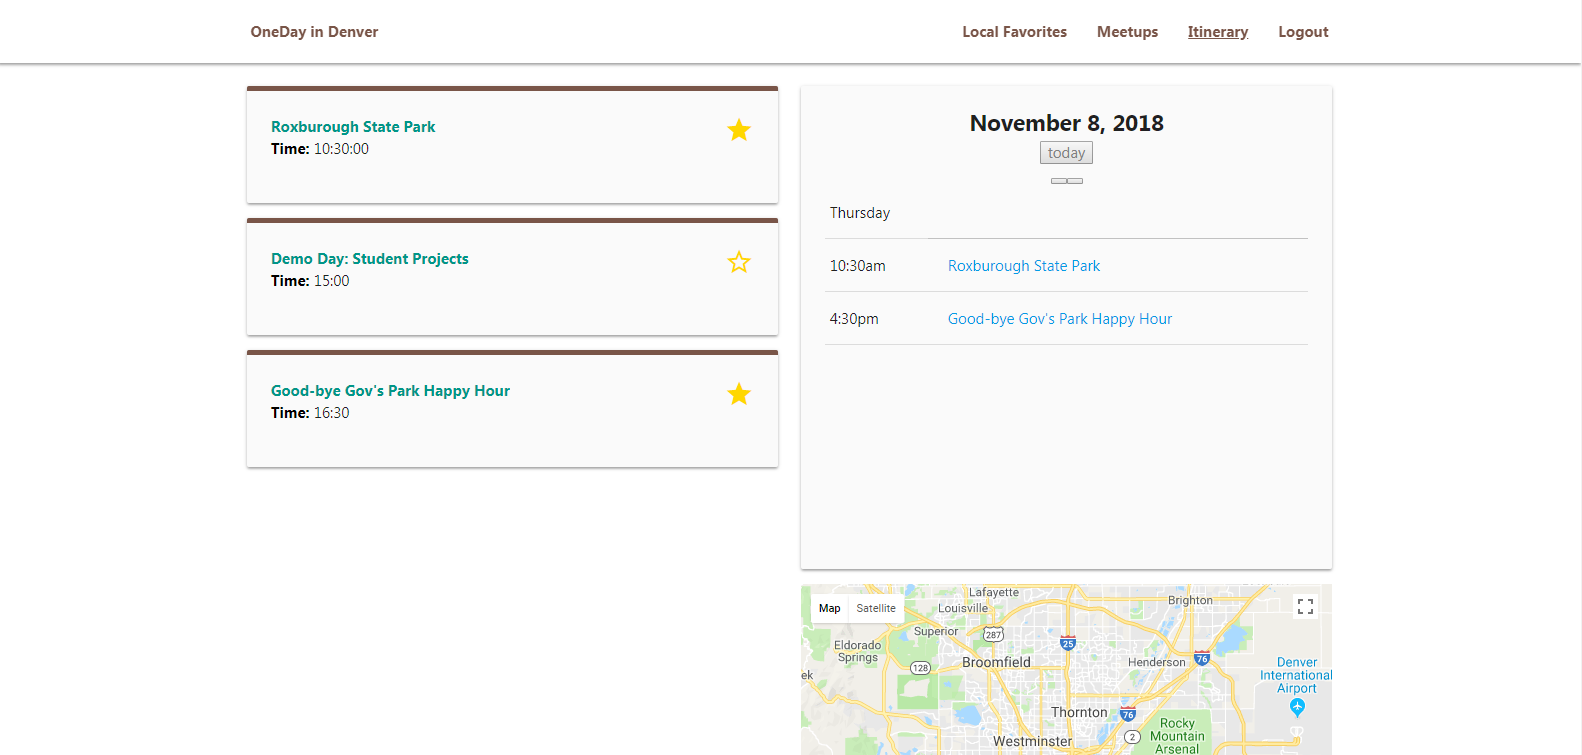 OneDay in Denver
Local Favorites
Meetups
Itinerary
Logout
Roxburough State Park
Time: 10:30:00
Demo Day: Student Projects
Time: 15:00
Good-bye Gov's Park Happy Hour
Time: 16:30
November 8, 2018
today
Thursday
10:30am Roxburough State Park
4:30pm Good-bye Gov's Park Happy Hour
Map
Satellite
Lafayette
Louisville
Brighton
Superior
287
25
Eldorado
Springs
128
Broomfield
Henderson
76
Denver
International
Airport
ek
Thornton
76
Rocky
Mountain
Arsenal
2
Westminster